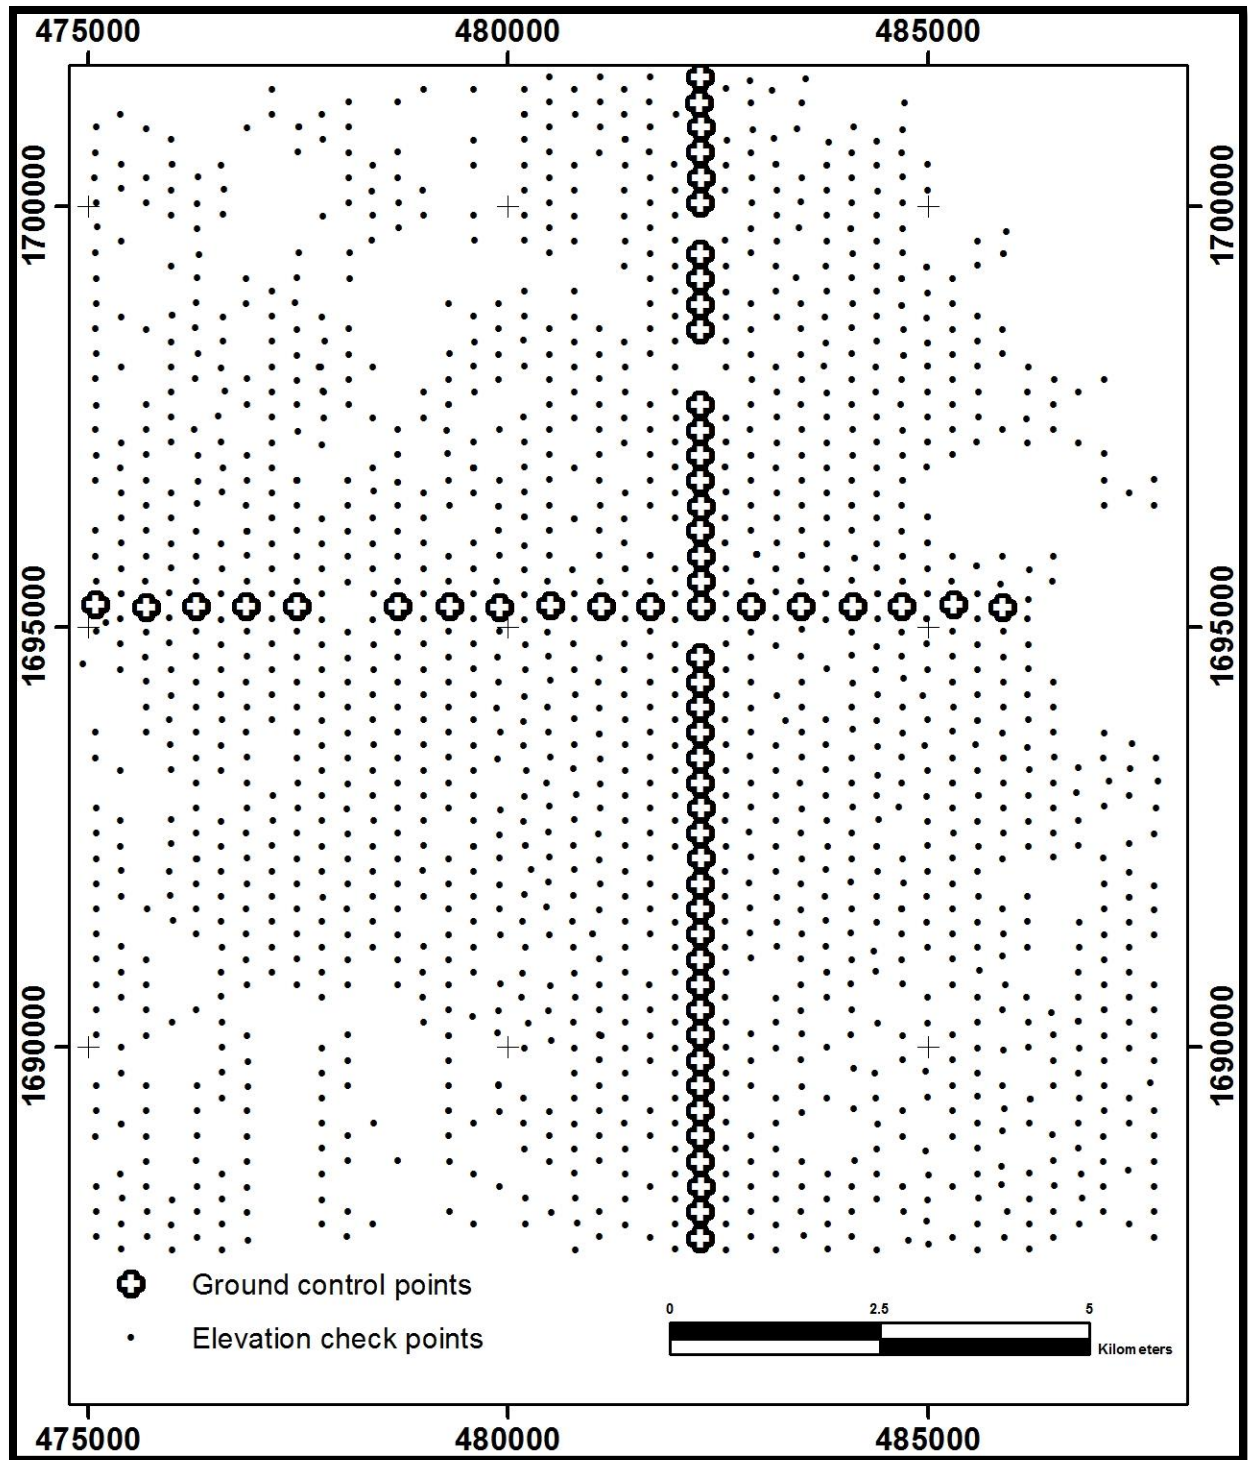 475000 480000 485000
1700000 1700000
1695000 1695000
1690000 1690000
Ground control points
Elevation check points
0 2.5 5
Kilometers
475000 480000 485000